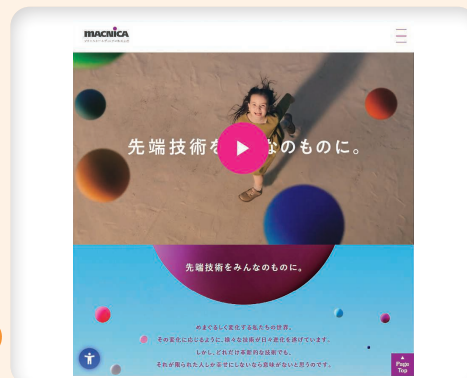 macnica
先端技術を なのものに。
先端技術をみんなのものに。
めまぐるしく変化する私たちの世界。
その変化に応じるように、様々な技術が日々進化を遂げています。
しかし、どれだけ革新的な技術でも、
それが限られた人しか幸せにしないなら意味がないと思うのです。
Page
Top